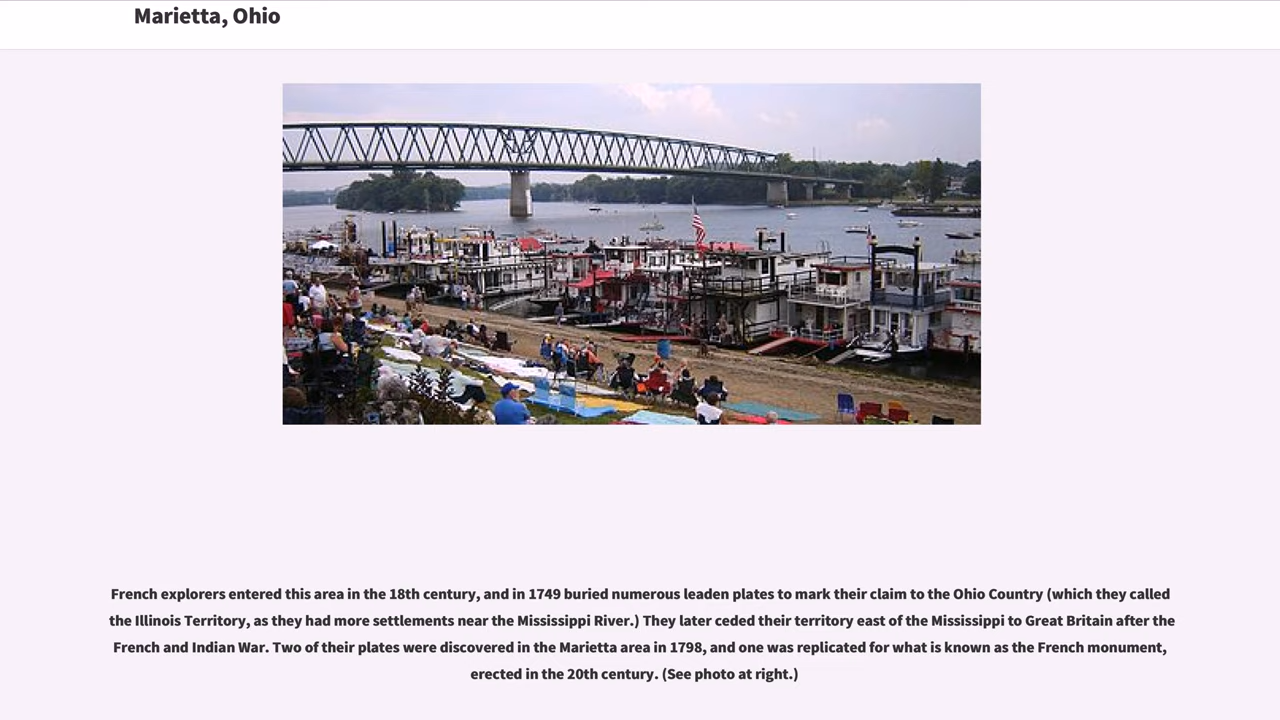 Marietta, Ohio
French explorers entered this area in the 18th century, and in 1749 buried numerous leaden plates to mark their claim to the Ohio Country (which they called
the Illinois Territory, as they had more settlements near the Mississippi River.) They later ceded their territory east of the Mississippi to Great Britain after the
French and Indian War. Two of their plates were discovered in the Marietta area in 1798, and one was replicated for what is known as the French monument,
erected in the 20th century. (See photo at right.)